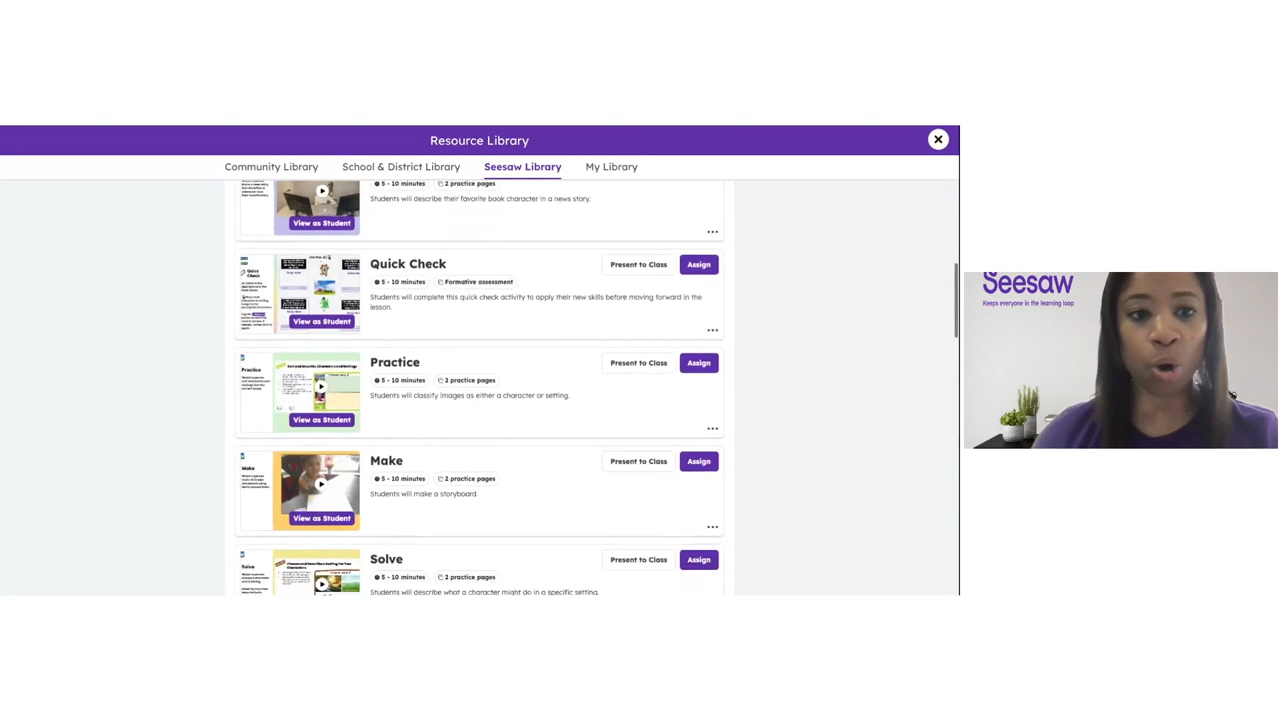 Resource Library
Community Library School & District Library Seesaw Library My Library
5 - 10 minutes 2 practice pages
Students will describe their favorite book character in a news story.
View as Student
Quick Check
Present to Class Assign
5 - 10 minutes Formative assessment
Students will complete this quick check activity to apply their new skills before moving forward in the
lesson.
Quick
Check
View as Student
Practice
Present to Class Assign
5 - 10 minutes 2 practice pages
Students will classify images as either a character or setting.
Practice
View as Student
Make
Present to Class Assign
5 - 10 minutes 2 practice pages
Students will make a storyboard.
Make
View as Student
Solve
Present to Class Assign
5 - 10 minutes 2 practice pages
Students will describe what a character might do in a specific setting.
Solve
Seesaw
Keeps everyone in the learning loop